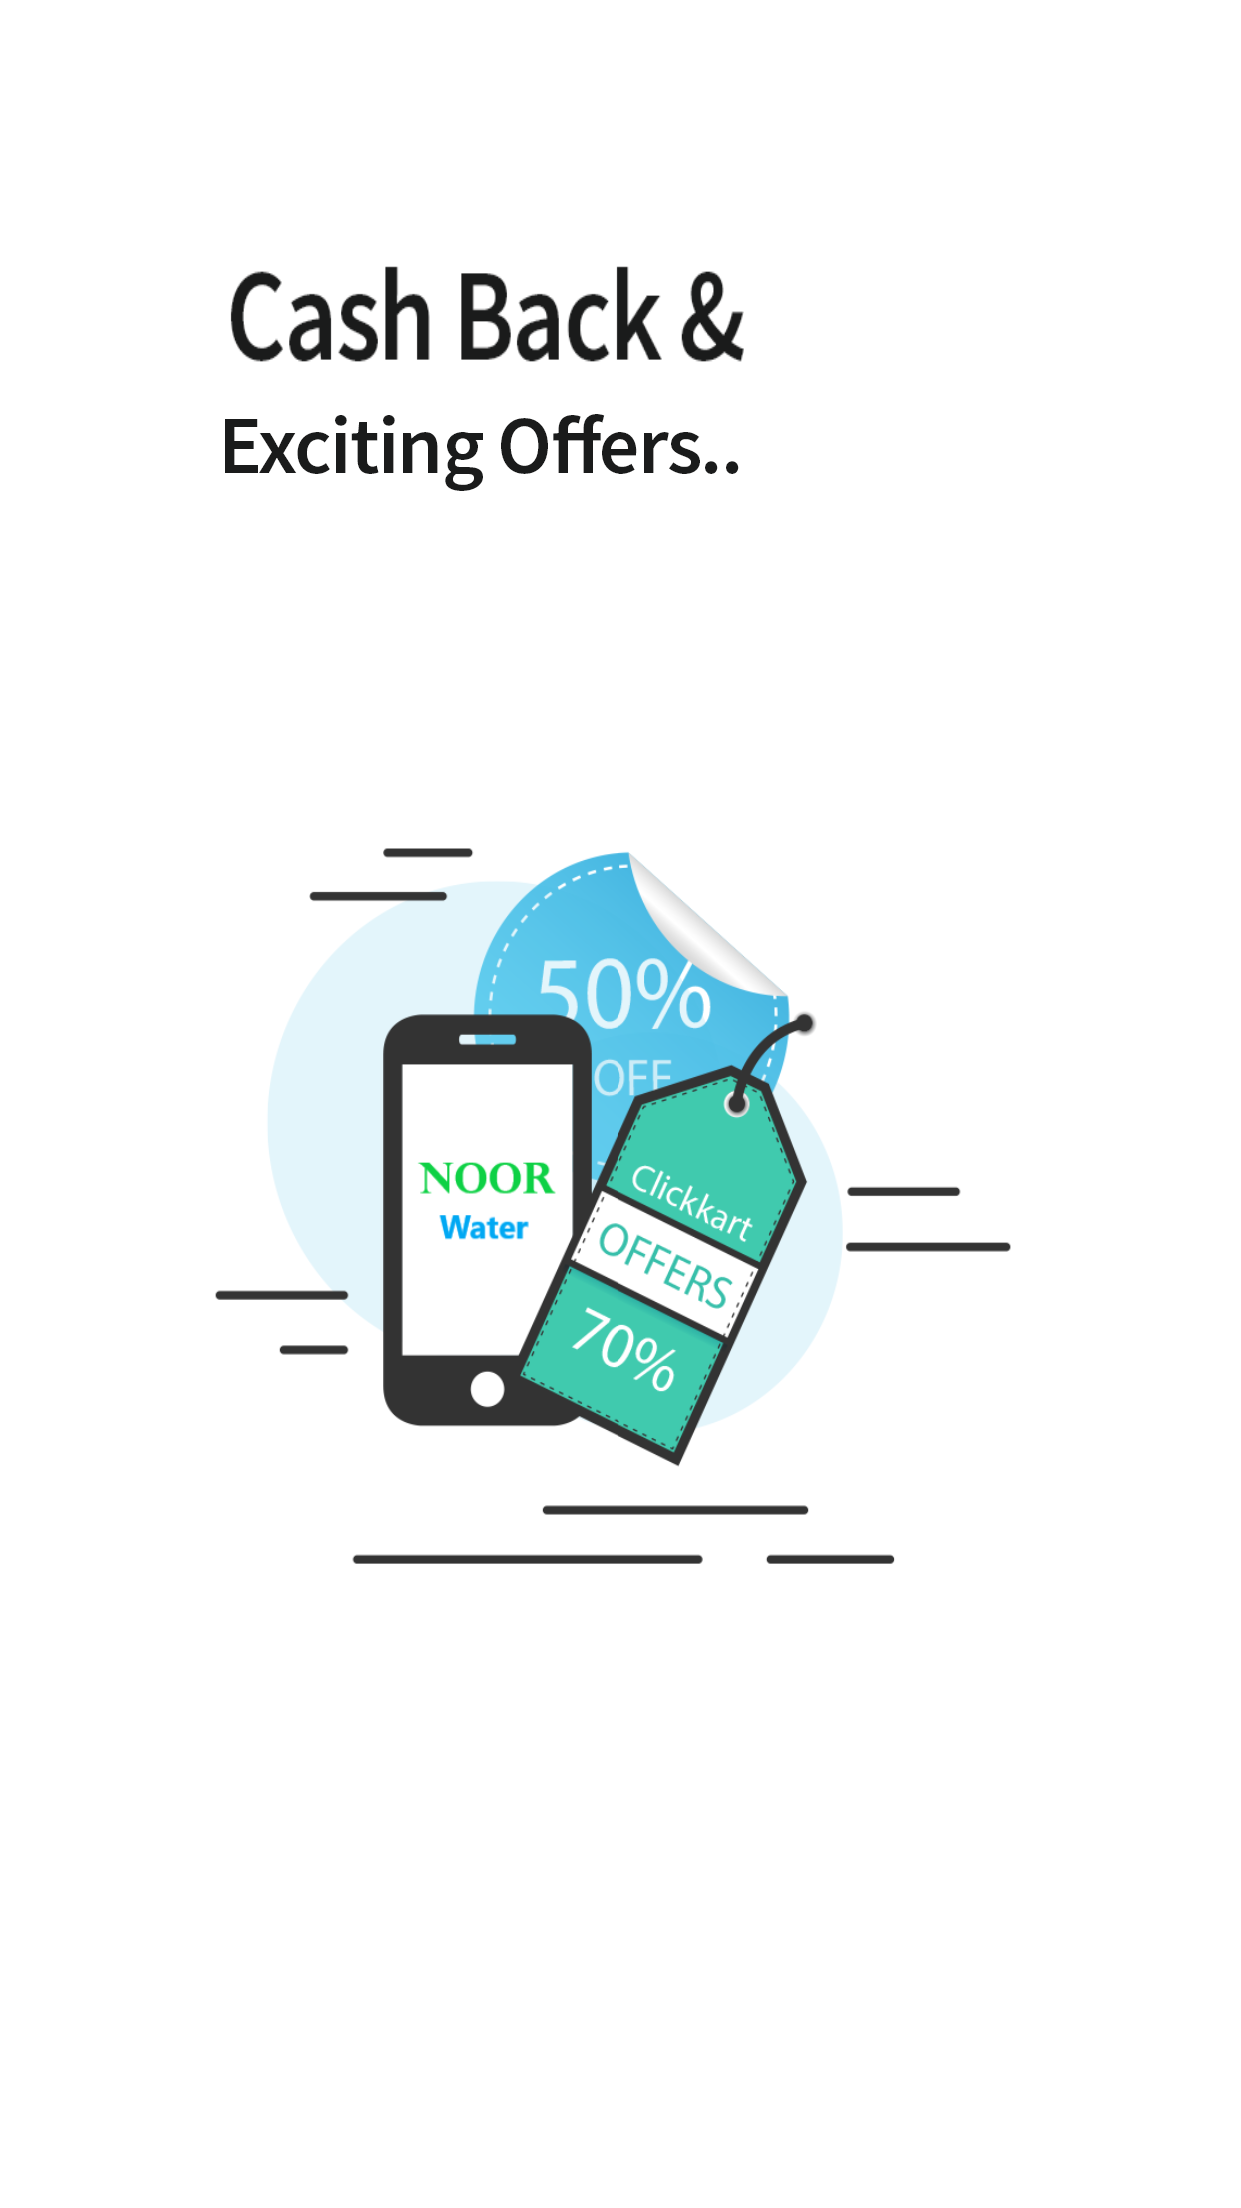 Cash Back &
Exciting Offers..
50%
OFF
NOOR
Water
Clickkart
OFFERS
70%